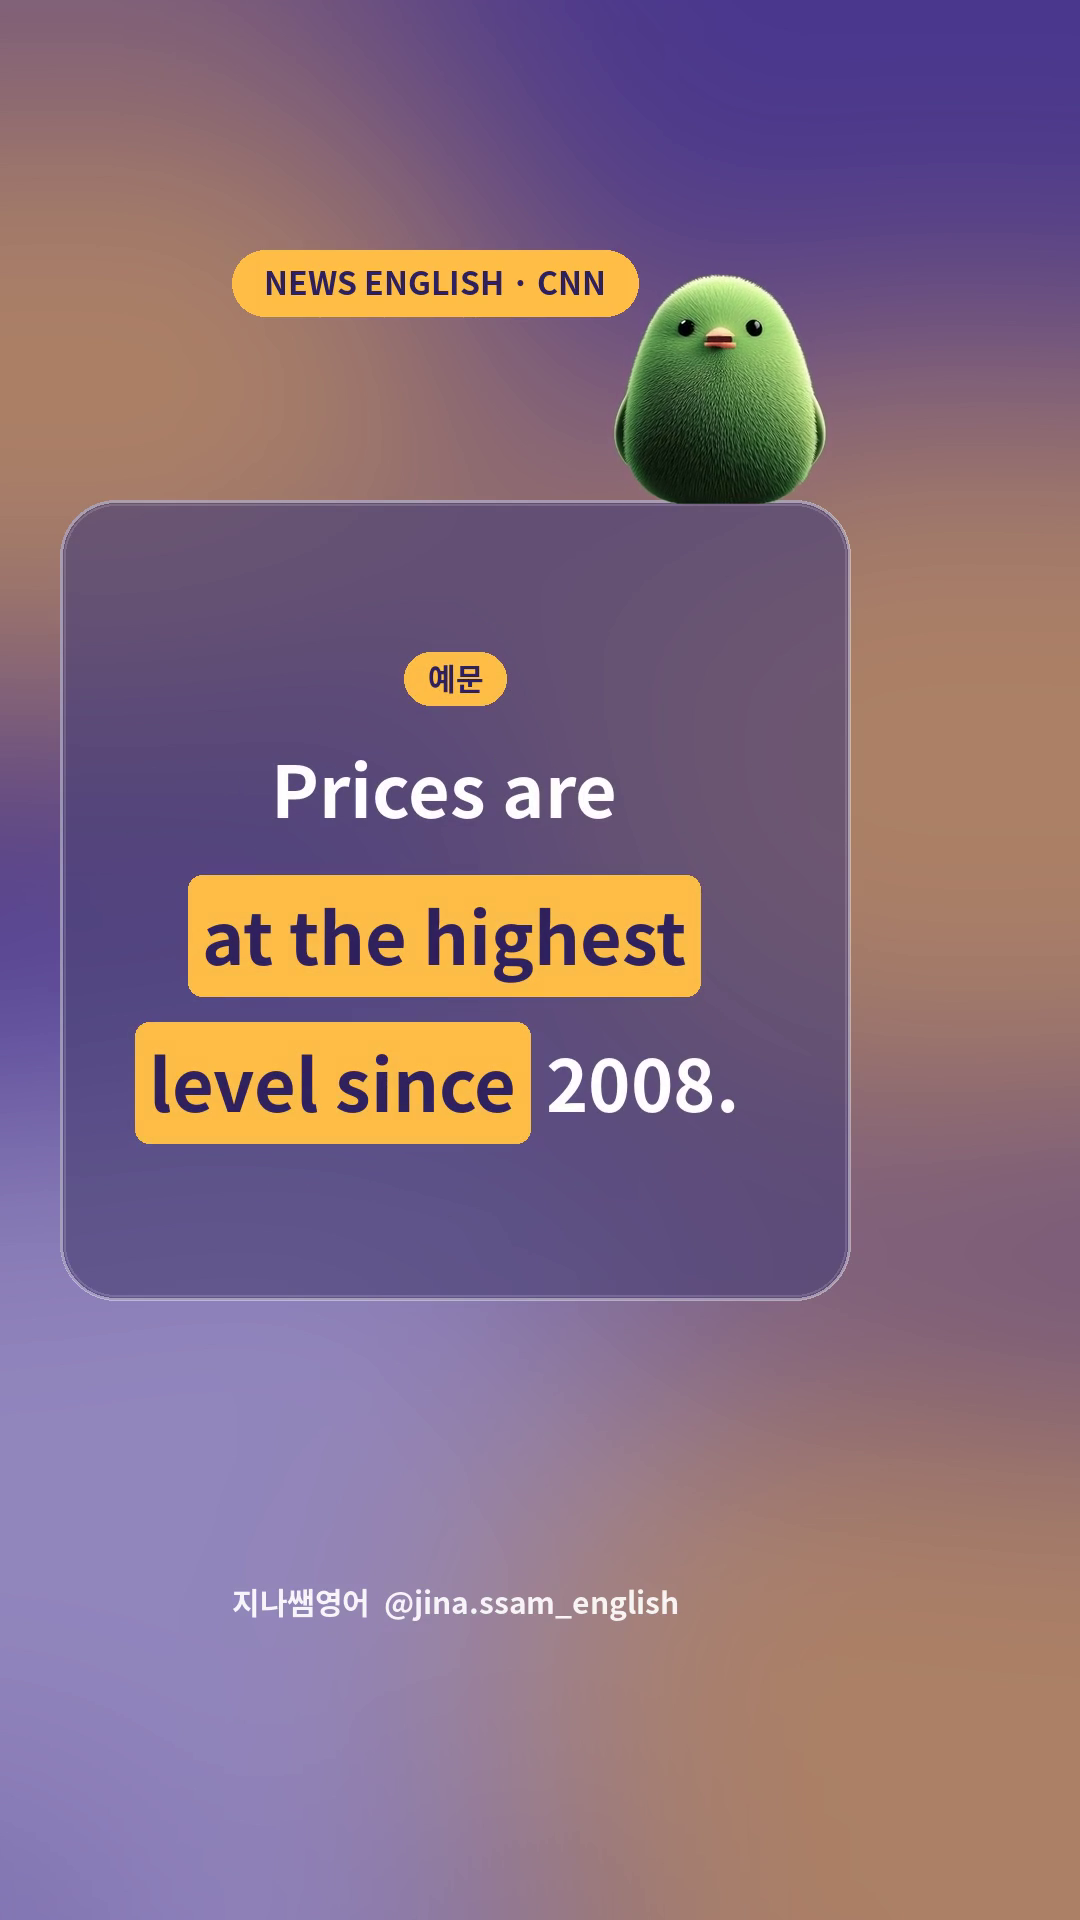 NEWS ENGLISH · CNN
예문
Prices are
at the highest
level since 2008.
지나쌤영어 @jina.ssam_english